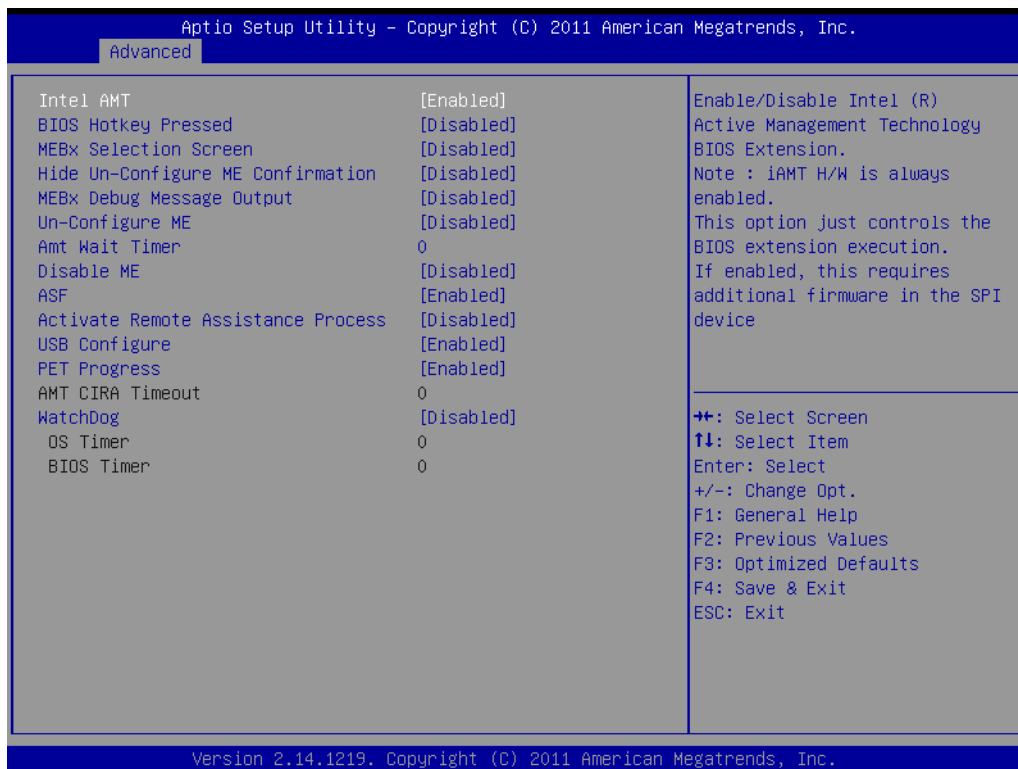 Aptio Setup Utility – Copyright (C) 2011 American Megatrends, Inc.
Advanced
Intel AMT [Enabled]
BIOS Hotkey Pressed [Disabled]
MEBx Selection Screen [Disabled]
Hide Un-Configure ME Confirmation [Disabled]
MEBx Debug Message Output [Disabled]
Un-Configure ME [Disabled]
Amt Wait Timer 0
Disable ME [Disabled]
ASF [Enabled]
Activate Remote Assistance Process [Disabled]
USB Configure [Enabled]
PET Progress [Enabled]
AMT CIRA Timeout 0
WatchDog [Disabled]
OS Timer 0
BIOS Timer 0
Enable/Disable Intel (R)
Active Management Technology
BIOS Extension.
Note : iAMT H/W is always
enabled.
This option just controls the
BIOS extension execution.
If enabled, this requires
additional firmware in the SPI
device
→←: Select Screen
↑↓: Select Item
Enter: Select
+/-: Change Opt.
F1: General Help
F2: Previous Values
F3: Optimized Defaults
F4: Save & Exit
ESC: Exit
Version 2.14.1219. Copyright (C) 2011 American Megatrends, Inc.